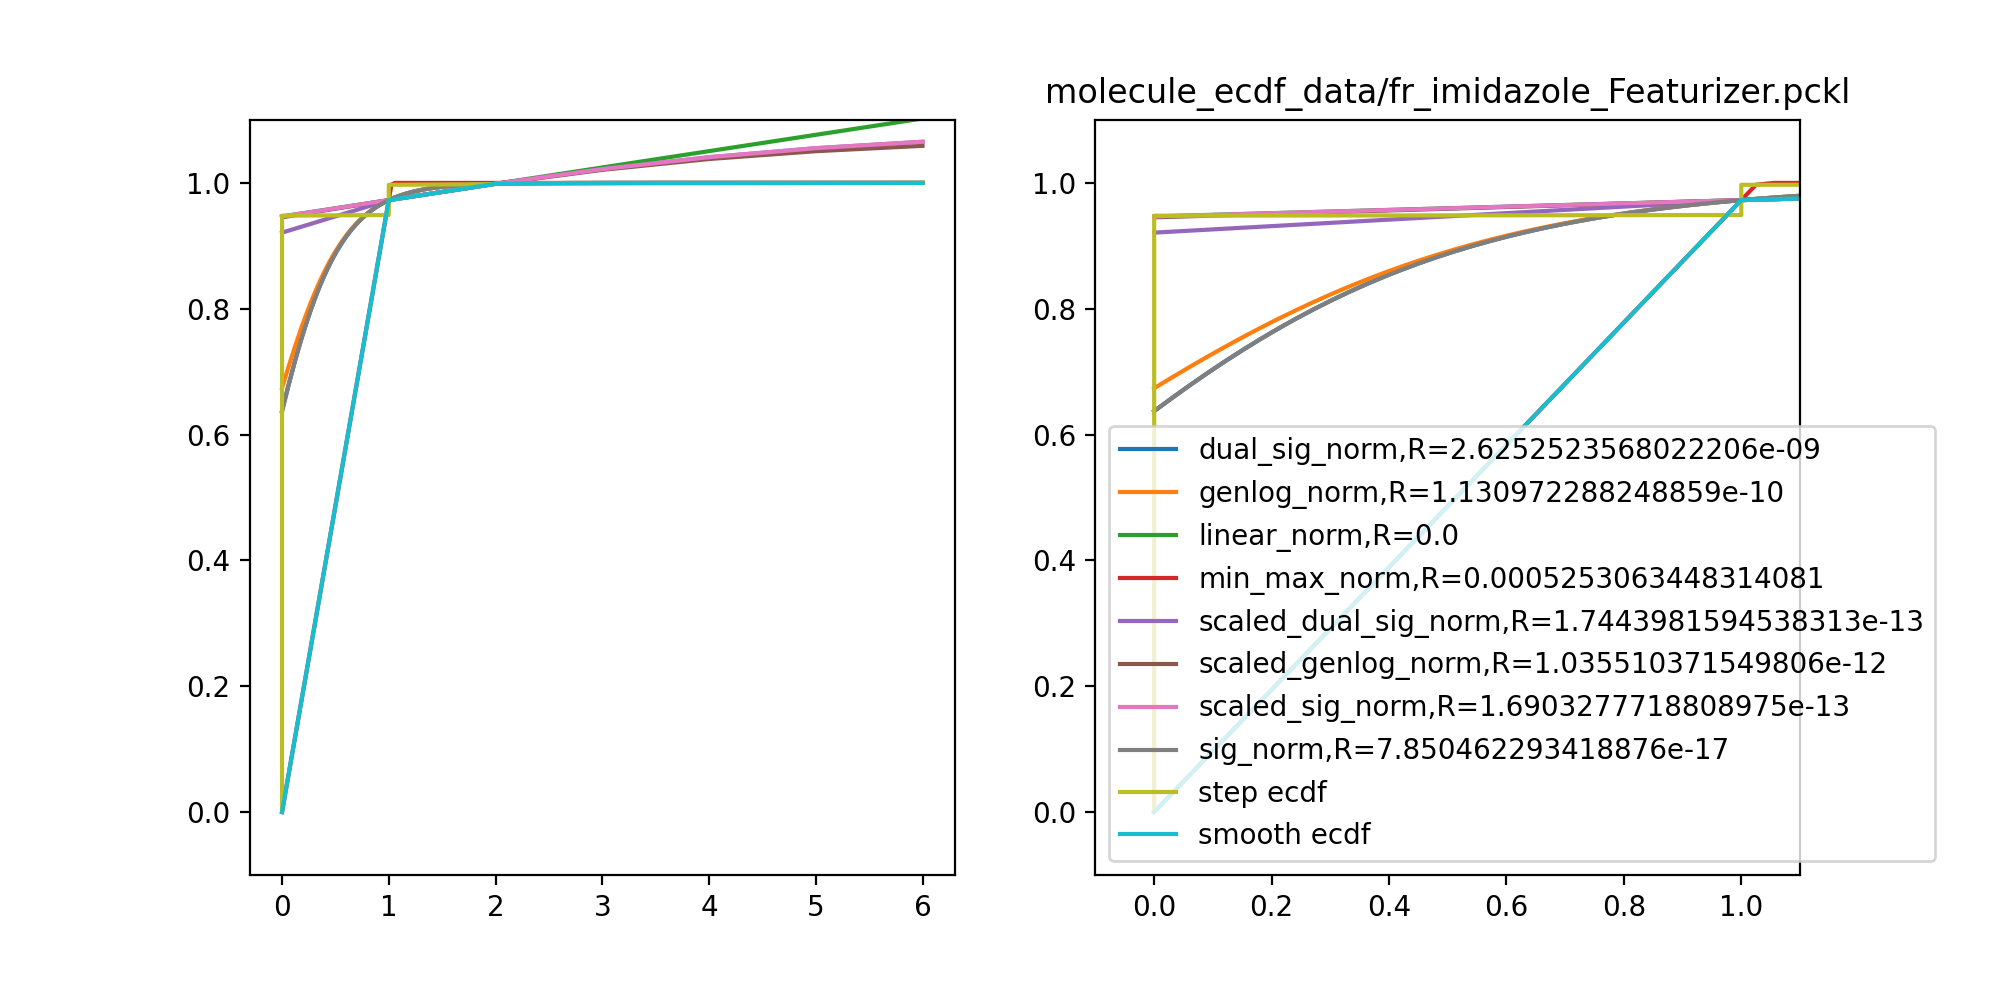 molecule_ecdf_data/fr_imidazole_Featurizer.pckl
1.0
0.8
0.6
0.4
0.2
0.0
0 1 2 3 4 5 6
1.0
0.8
0.6
0.4
0.2
0.0
dual_sig_norm,R=2.6252523568022206e-09
genlog_norm,R=1.130972288248859e-10
linear_norm,R=0.0
min_max_norm,R=0.0005253063448314081
scaled_dual_sig_norm,R=1.7443981594538313e-13
scaled_genlog_norm,R=1.035510371549806e-12
scaled_sig_norm,R=1.6903277718808975e-13
sig_norm,R=7.850462293418876e-17
step ecdf
smooth ecdf
0.0 0.2 0.4 0.6 0.8 1.0